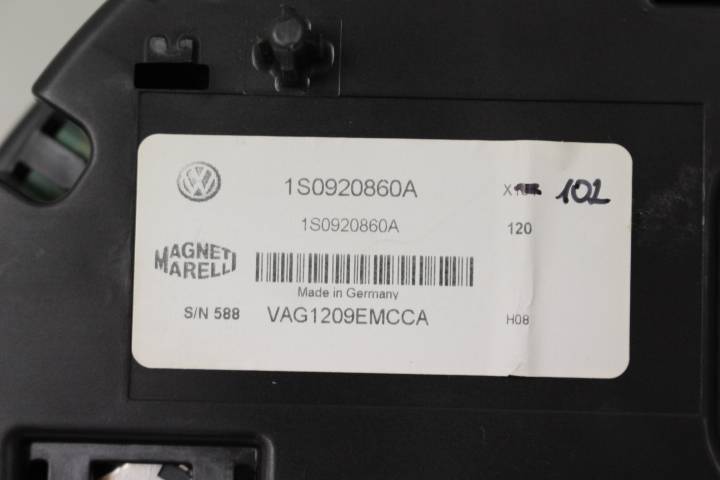 1S0920860A 102
1S0920860A 120
MAGNETI
MARELLI
Made in Germany
S/N 588 VAG1209EMCCA H08